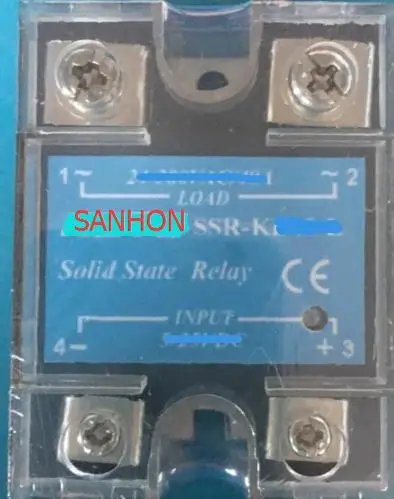 1~ ~2
LOAD
SANHON SSR-K
Solid State Relay CE
INPUT
4- +3